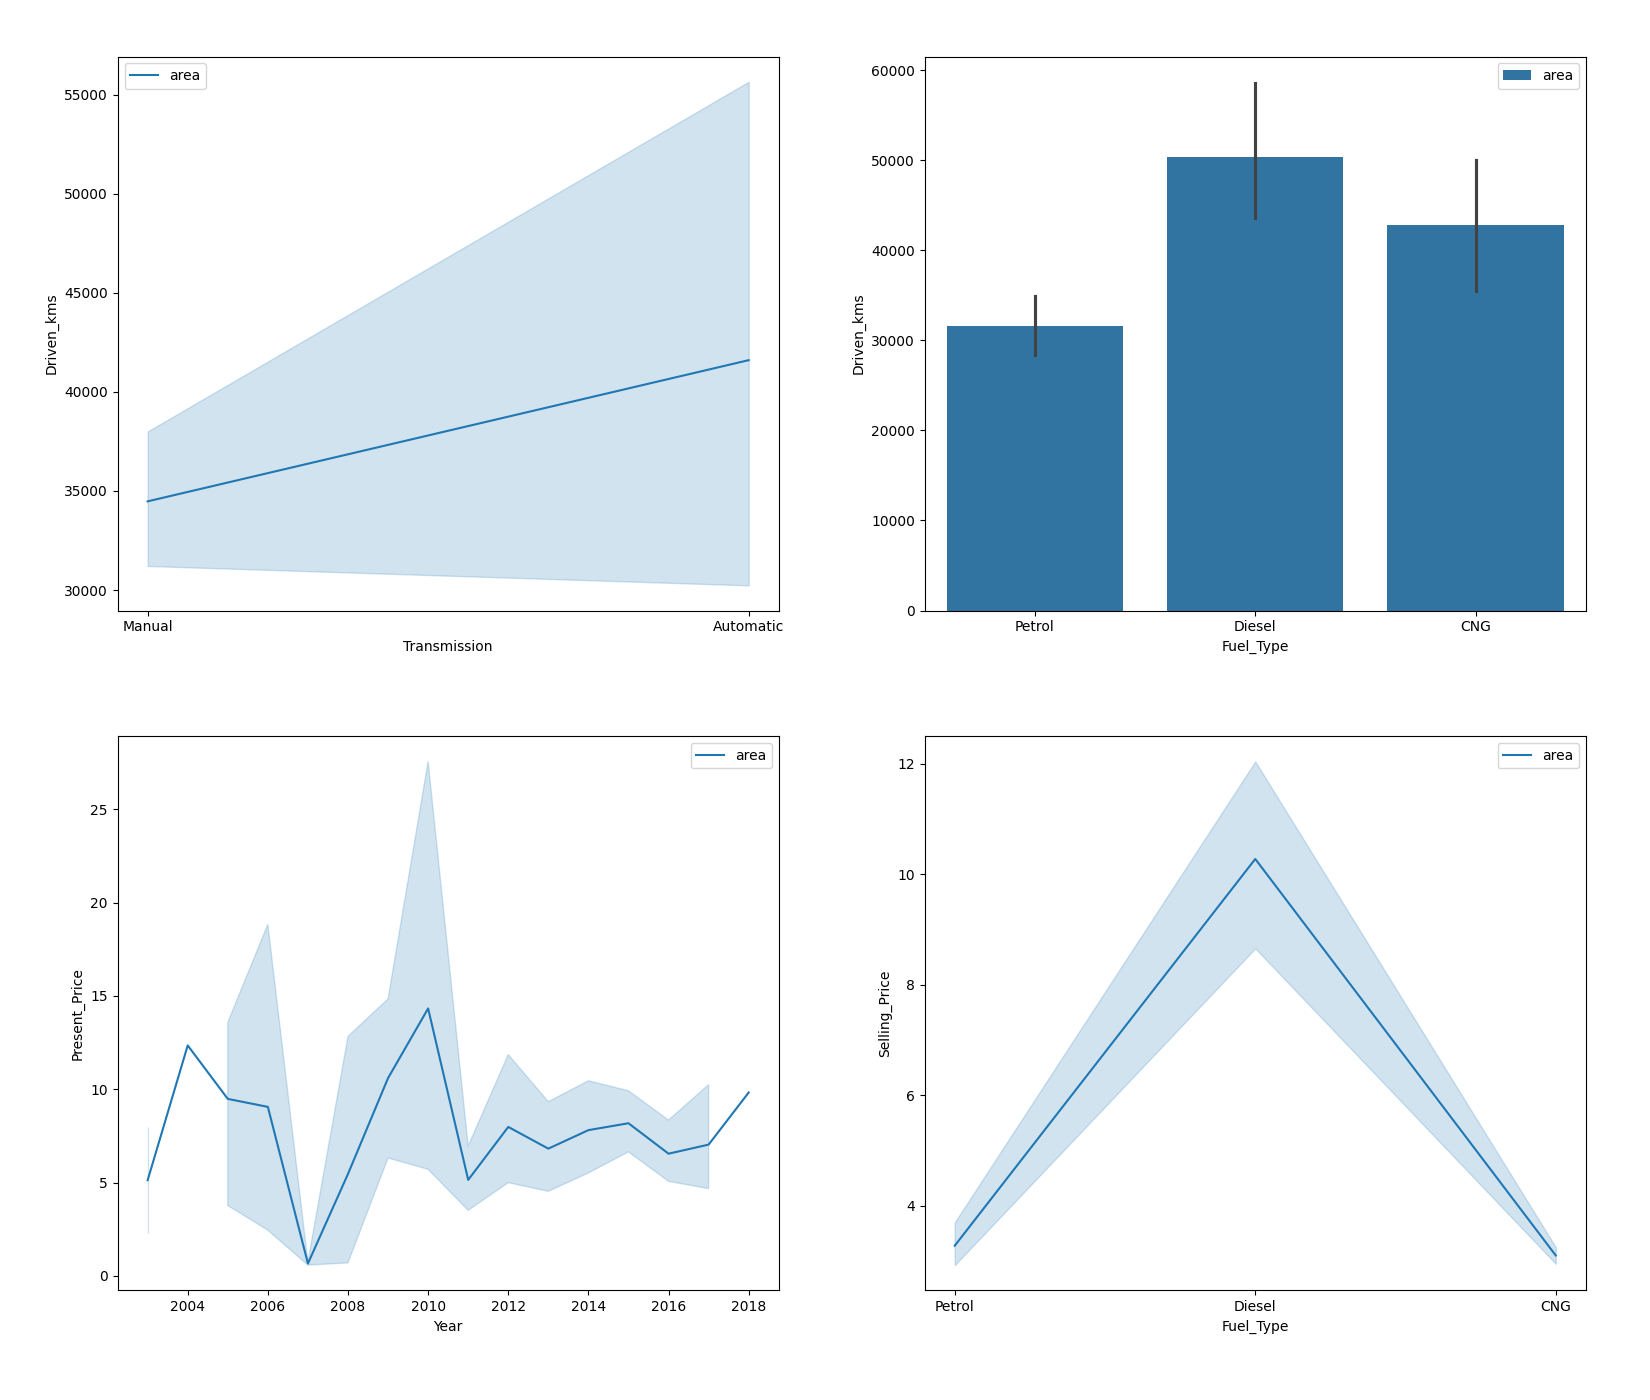 area
55000
50000
45000
40000
35000
30000
Driven_kms
Manual
Automatic
Transmission
area
60000
50000
40000
30000
20000
10000
0
Driven_kms
Petrol
Diesel
CNG
Fuel_Type
area
25
20
15
10
5
0
Present_Price
2004 2006 2008 2010 2012 2014 2016 2018
Year
area
12
10
8
6
4
Selling_Price
Petrol
Diesel
CNG
Fuel_Type